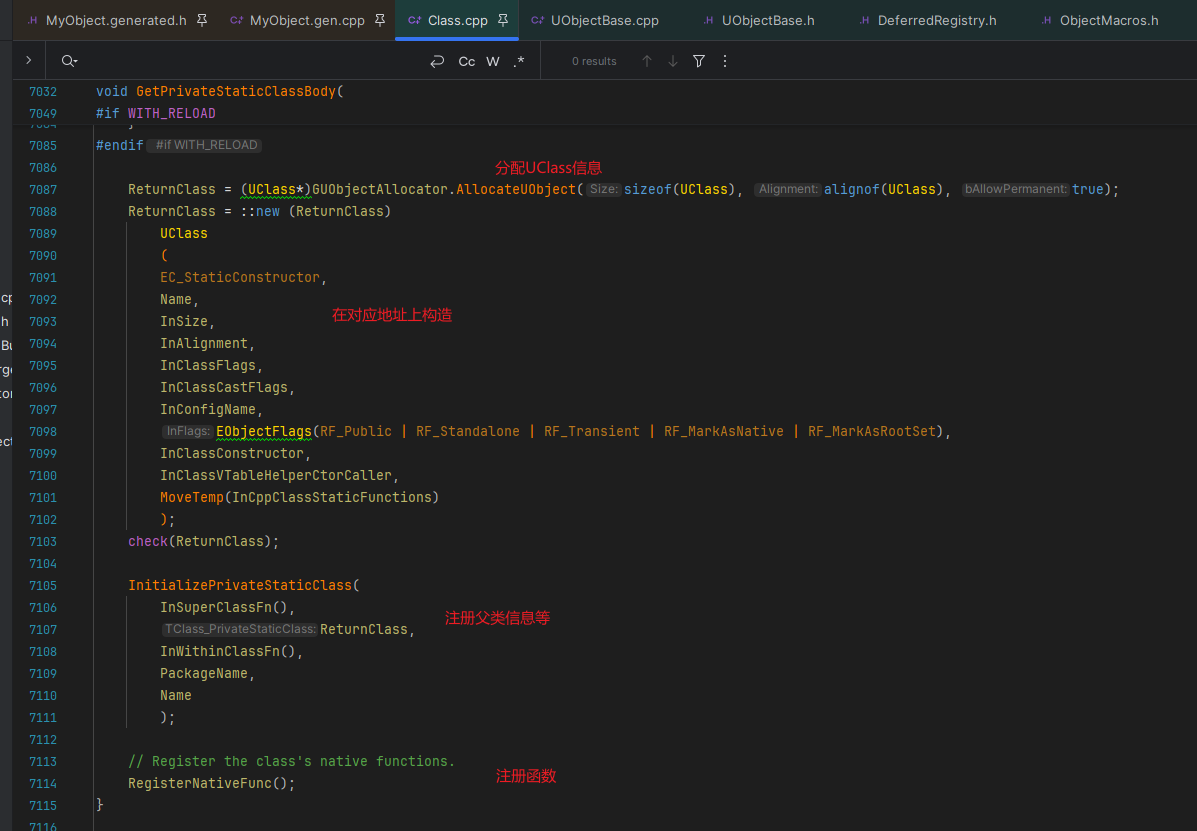 MyObject.generated.h MyObject.gen.cpp Class.cpp UObjectBase.cpp UObjectBase.h DeferredRegistry.h ObjectMacros.h
Cc W .* 0 results
7032 void GetPrivateStaticClassBody(
7049 #if WITH_RELOAD
7085 #endif #if WITH_RELOAD
7086
分配UClass信息
7087 ReturnClass = (UClass*)GUObjectAllocator.AllocateUObject( Size: sizeof(UClass), Alignment: alignof(UClass), bAllowPermanent: true);
7088 ReturnClass = ::new (ReturnClass)
7089 UClass
7090 (
7091 EC_StaticConstructor,
7092 Name,
在对应地址上构造
7093 InSize,
7094 InAlignment,
7095 InClassFlags,
7096 InClassCastFlags,
7097 InConfigName,
7098 InFlags: EObjectFlags(RF_Public | RF_Standalone | RF_Transient | RF_MarkAsNative | RF_MarkAsRootSet),
7099 InClassConstructor,
7100 InClassVTableHelperCtorCaller,
7101 MoveTemp(InCppClassStaticFunctions)
7102 );
7103 check(ReturnClass);
7104
7105 InitializePrivateStaticClass(
7106 InSuperClassFn(),
注册父类信息等
7107 TClass_PrivateStaticClass: ReturnClass,
7108 InWithinClassFn(),
7109 PackageName,
7110 Name
7111 );
7112
7113 // Register the class's native functions.
注册函数
7114 RegisterNativeFunc();
7115 }
7116